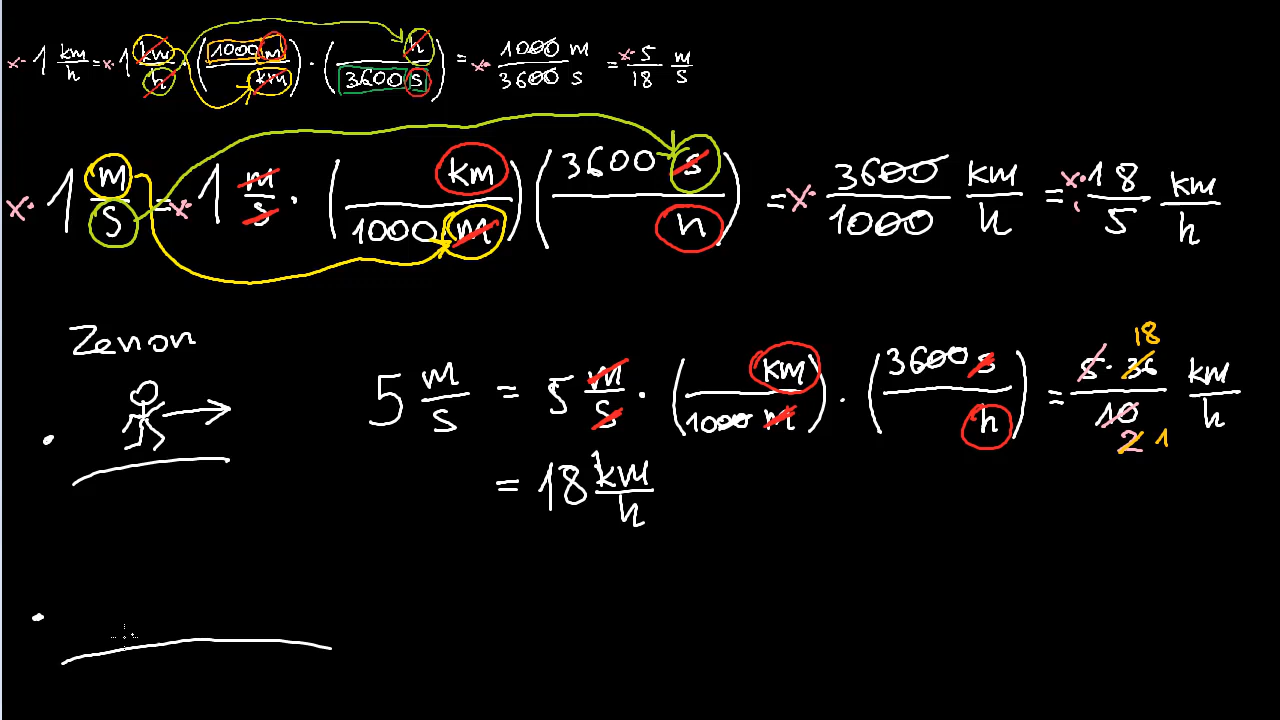 x· 1 km/h = x· 1 km/h · (1000 m / km) · (h / 3600 s) = x· 1000 m / 3600 s = x· 5/18 m/s
x· 1 m/s = x· 1 m/s · (km / 1000 m) (3600 s / h) = x· 3600/1000 km/h = x· 18/5 km/h
Zenon
5 m/s = 5 m/s · (km / 1000 m) · (3600 s / h) = 5 · 36 18 / 10 2 1 km/h
= 18 km/h